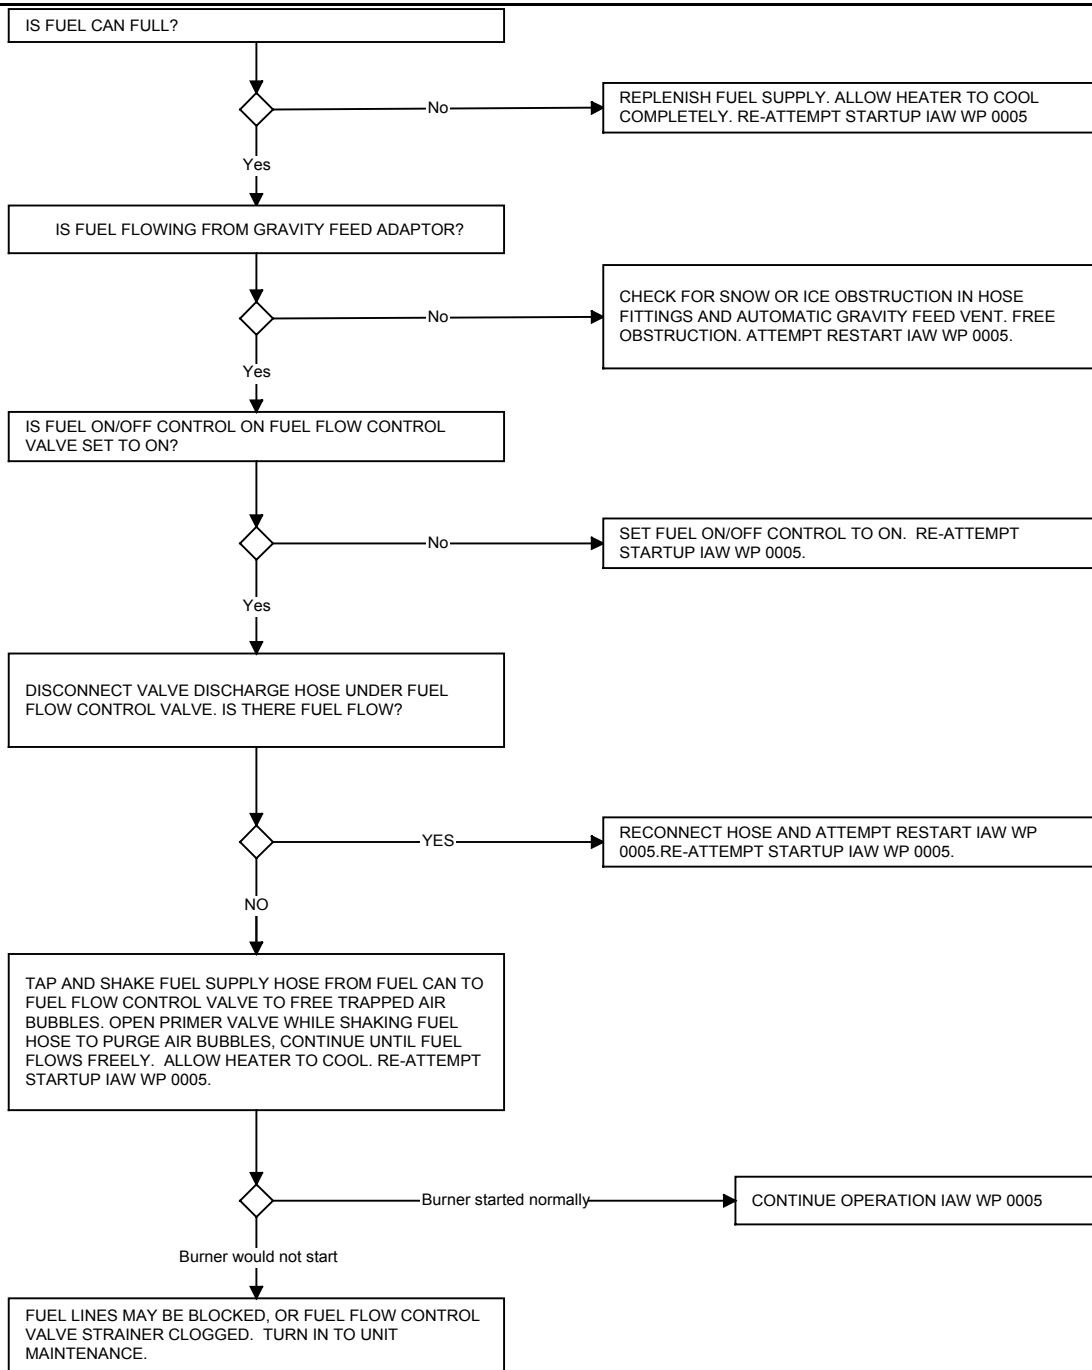 IS FUEL CAN FULL?
No
REPLENISH FUEL SUPPLY. ALLOW HEATER TO COOL
COMPLETELY. RE-ATTEMPT STARTUP IAW WP 0005
Yes
IS FUEL FLOWING FROM GRAVITY FEED ADAPTOR?
No
CHECK FOR SNOW OR ICE OBSTRUCTION IN HOSE
FITTINGS AND AUTOMATIC GRAVITY FEED VENT. FREE
OBSTRUCTION. ATTEMPT RESTART IAW WP 0005.
Yes
IS FUEL ON/OFF CONTROL ON FUEL FLOW CONTROL
VALVE SET TO ON?
No
SET FUEL ON/OFF CONTROL TO ON. RE-ATTEMPT
STARTUP IAW WP 0005.
Yes
DISCONNECT VALVE DISCHARGE HOSE UNDER FUEL
FLOW CONTROL VALVE. IS THERE FUEL FLOW?
YES
RECONNECT HOSE AND ATTEMPT RESTART IAW WP
0005.RE-ATTEMPT STARTUP IAW WP 0005.
NO
TAP AND SHAKE FUEL SUPPLY HOSE FROM FUEL CAN TO
FUEL FLOW CONTROL VALVE TO FREE TRAPPED AIR
BUBBLES. OPEN PRIMER VALVE WHILE SHAKING FUEL
HOSE TO PURGE AIR BUBBLES, CONTINUE UNTIL FUEL
FLOWS FREELY. ALLOW HEATER TO COOL. RE-ATTEMPT
STARTUP IAW WP 0005.
Burner started normally
CONTINUE OPERATION IAW WP 0005
Burner would not start
FUEL LINES MAY BE BLOCKED, OR FUEL FLOW CONTROL
VALVE STRAINER CLOGGED. TURN IN TO UNIT
MAINTENANCE.